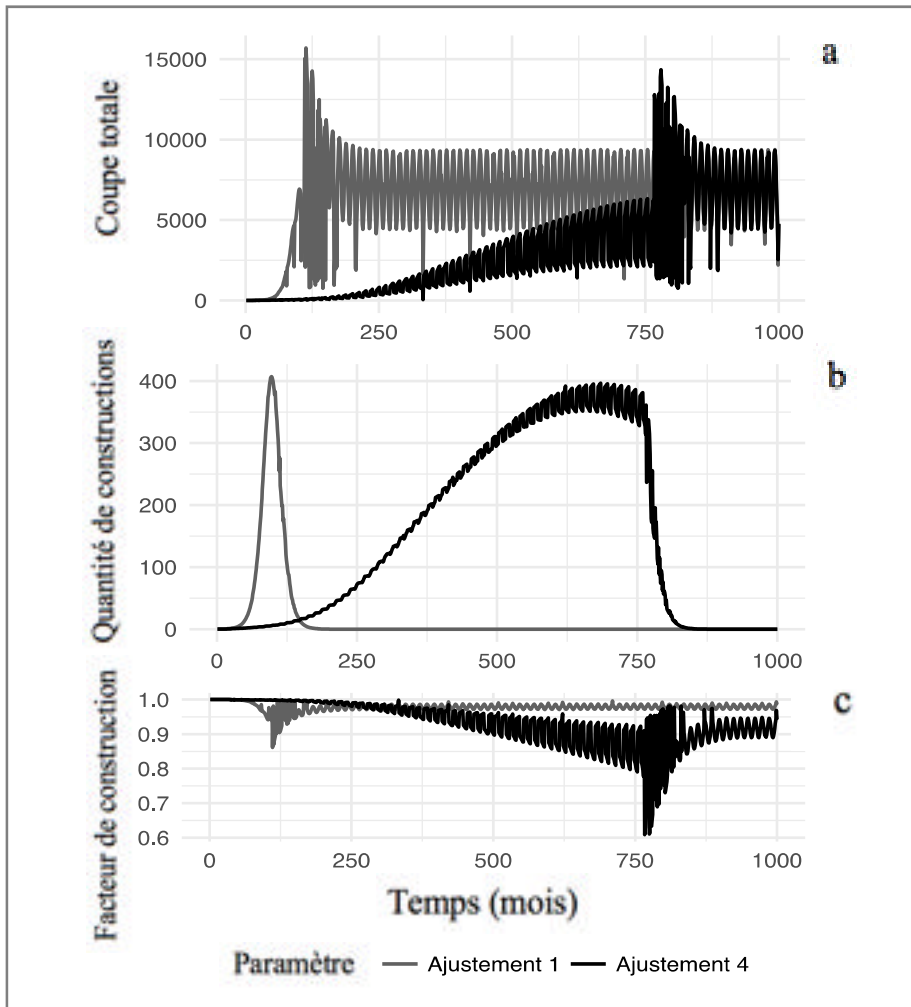 a
Coupe totale
15000
10000
5000
0
0 250 500 750 1000
b
Quantité de constructions
400
300
200
100
0
0 250 500 750 1000
c
Facteur de construction
1.0
0.9
0.8
0.7
0.6
0 250 500 750 1000
Temps (mois)
Paramètre Ajustement 1 Ajustement 4